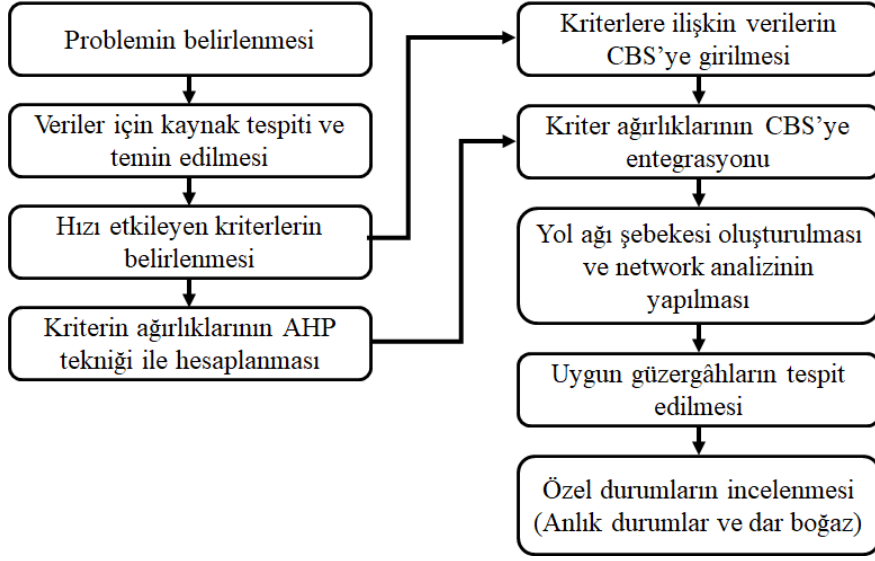 Problemin belirlenmesi
Veriler için kaynak tespiti ve
temin edilmesi
Hızı etkileyen kriterlerin
belirlenmesi
Kriterin ağırlıklarının AHP
tekniği ile hesaplanması
Kriterlere ilişkin verilerin
CBS’ye girilmesi
Kriter ağırlıklarının CBS’ye
entegrasyonu
Yol ağı şebekesi oluşturulması
ve network analizinin
yapılması
Uygun güzergâhların tespit
edilmesi
Özel durumların incelenmesi
(Anlık durumlar ve dar boğaz)